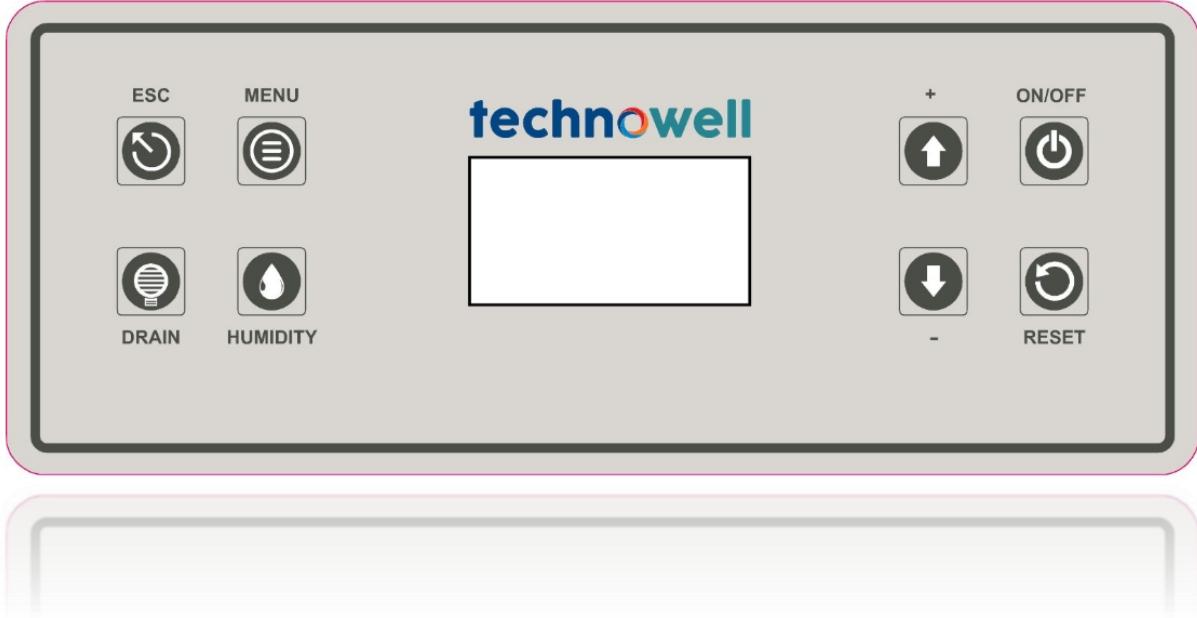 ESC
MENU
technowell
+
ON/OFF
DRAIN
HUMIDITY
-
RESET